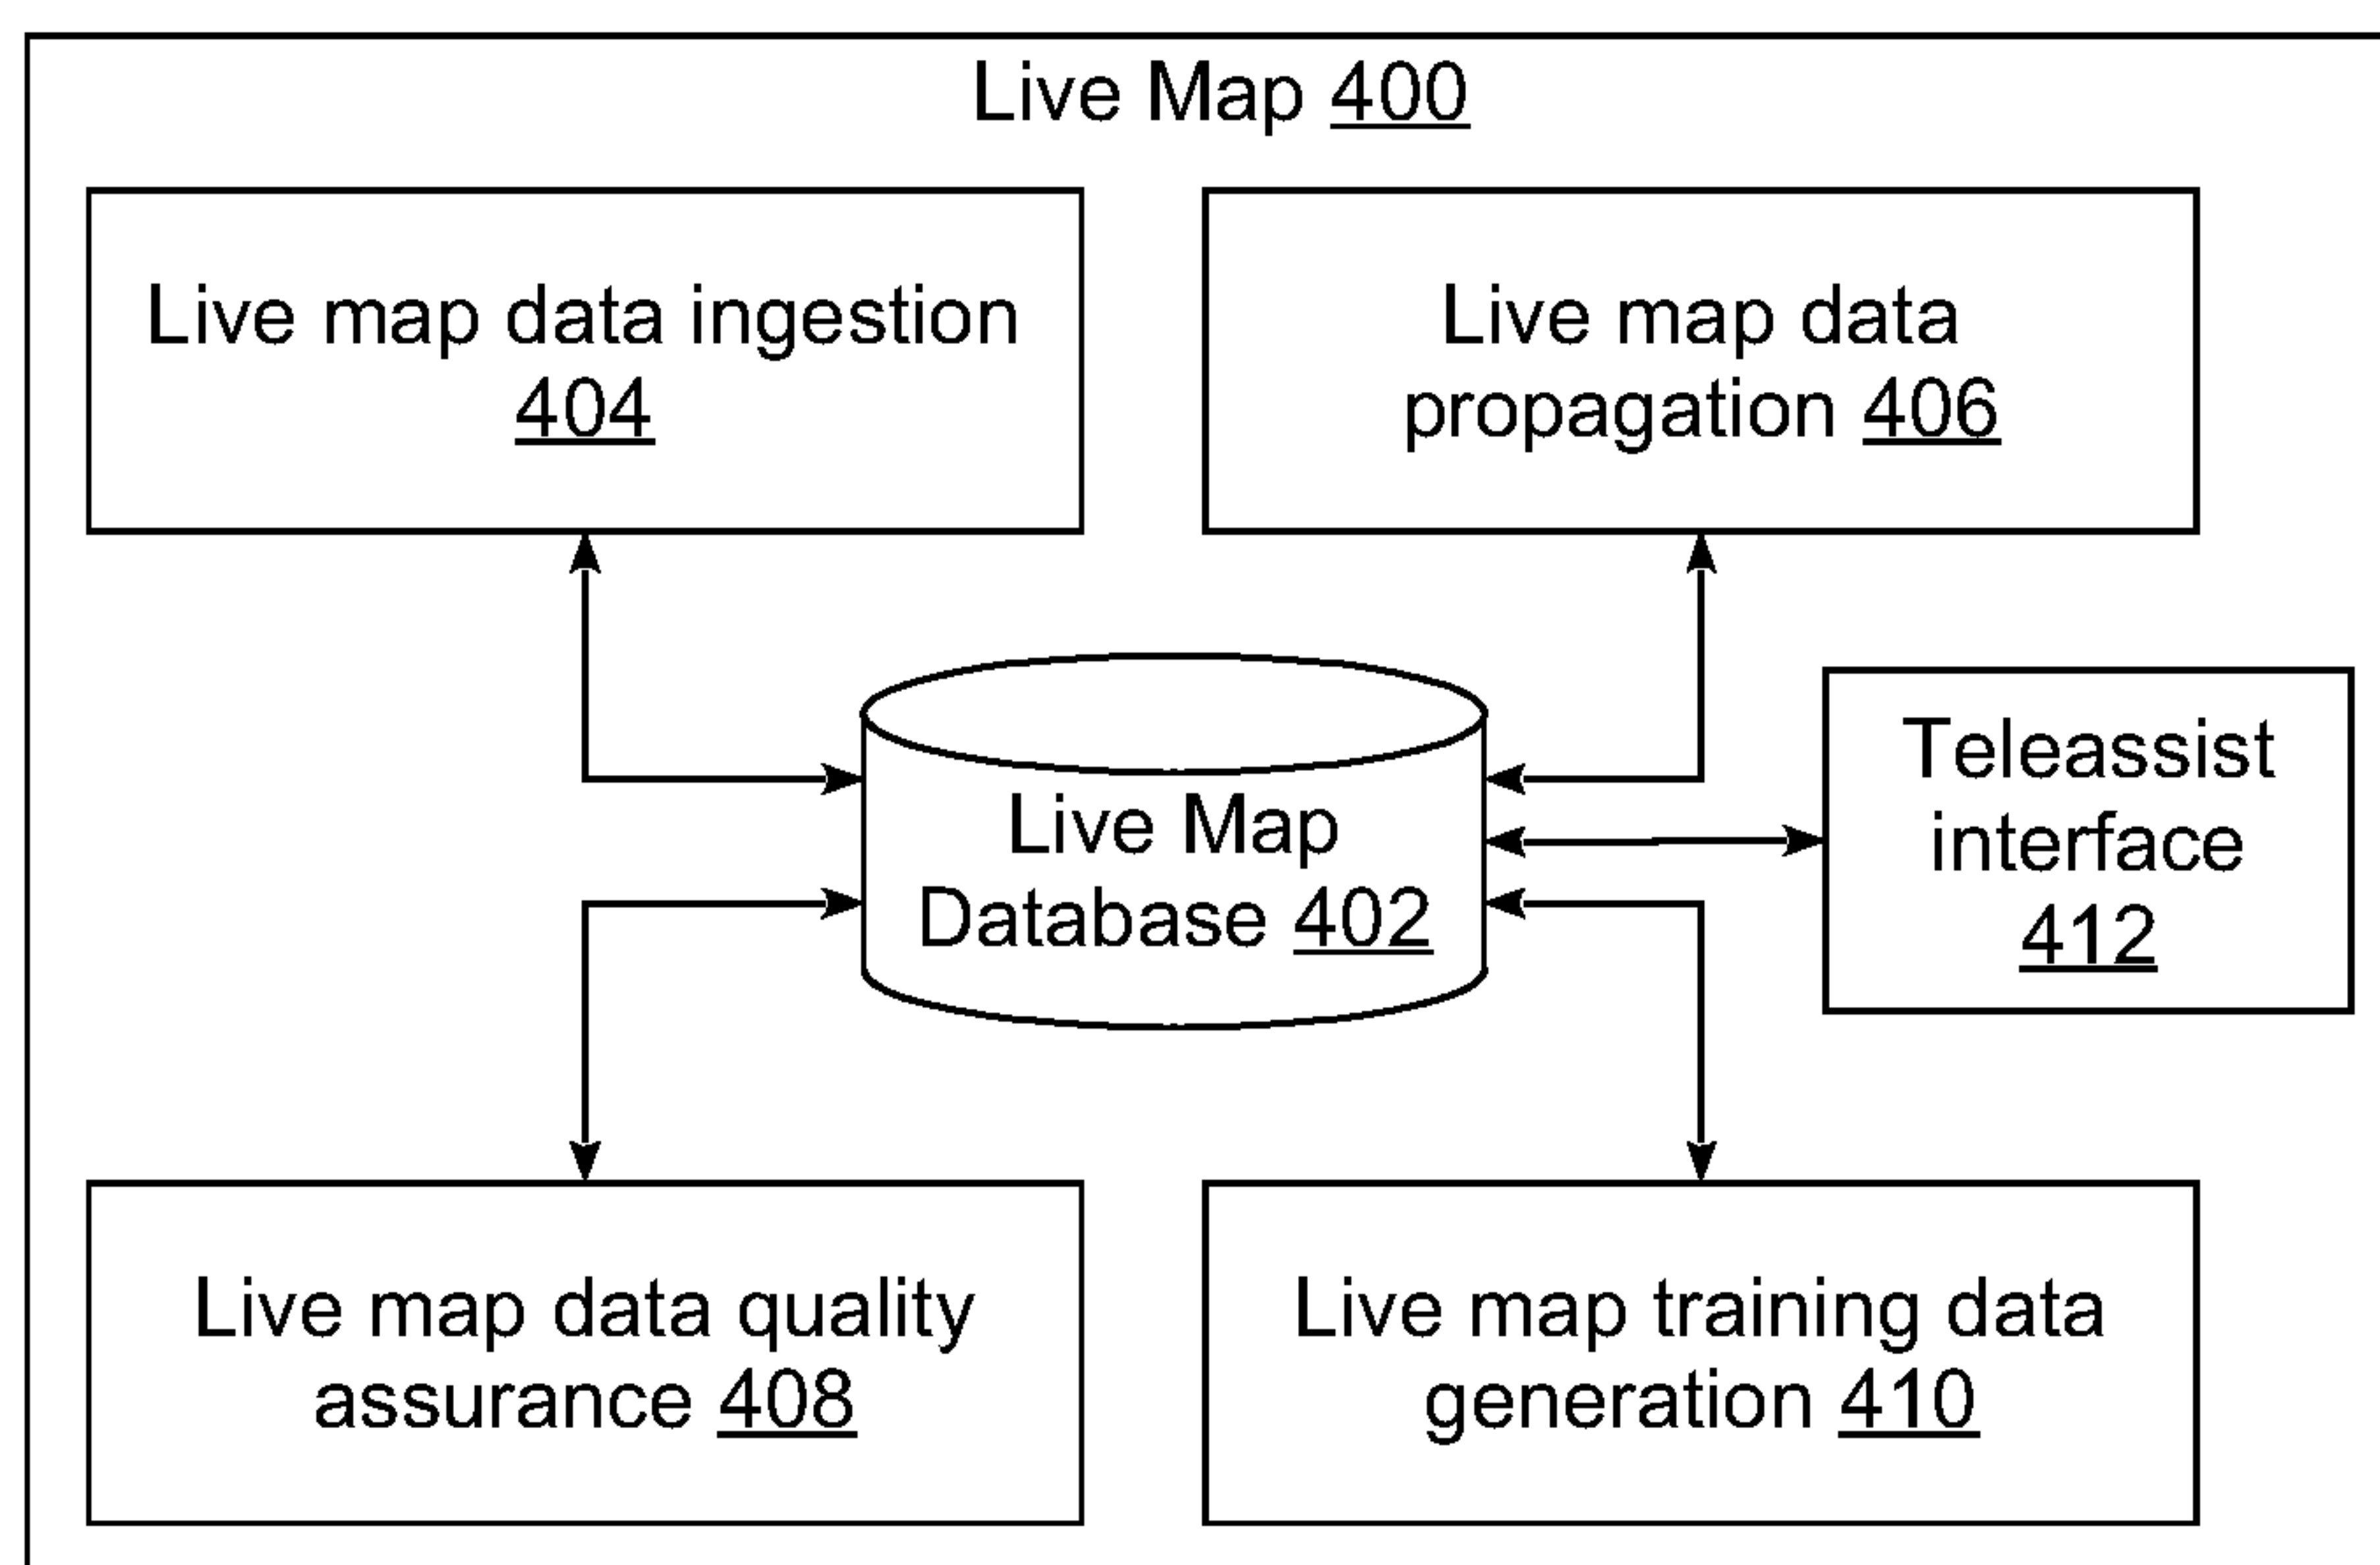 Live Map 400
Live map data ingestion
404
Live map data
propagation 406
Live Map
Database 402
Teleassist
interface
412
Live map data quality
assurance 408
Live map training data
generation 410